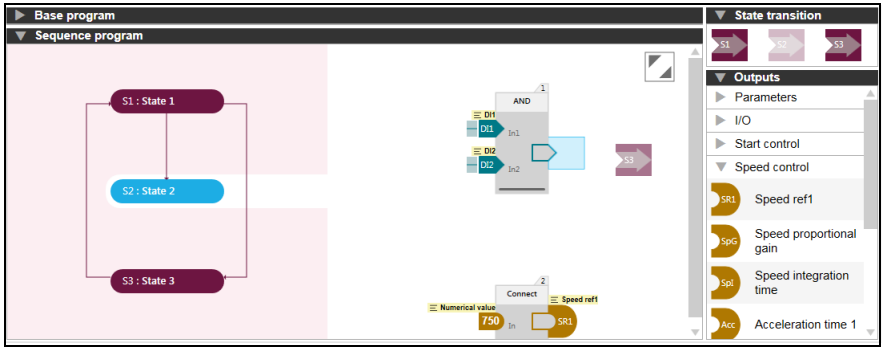 Base program
Sequence program
S1 : State 1
S2 : State 2
S3 : State 3
1
AND
DI1
DI1
In1
DI2
DI2
In2
S3
2
Connect
Numerical value
750
In
Speed ref1
SR1
State transition
S1
S2
S3
Outputs
Parameters
I/O
Start control
Speed control
SR1
Speed ref1
SpG
Speed proportional
gain
SpI
Speed integration
time
Acc
Acceleration time 1